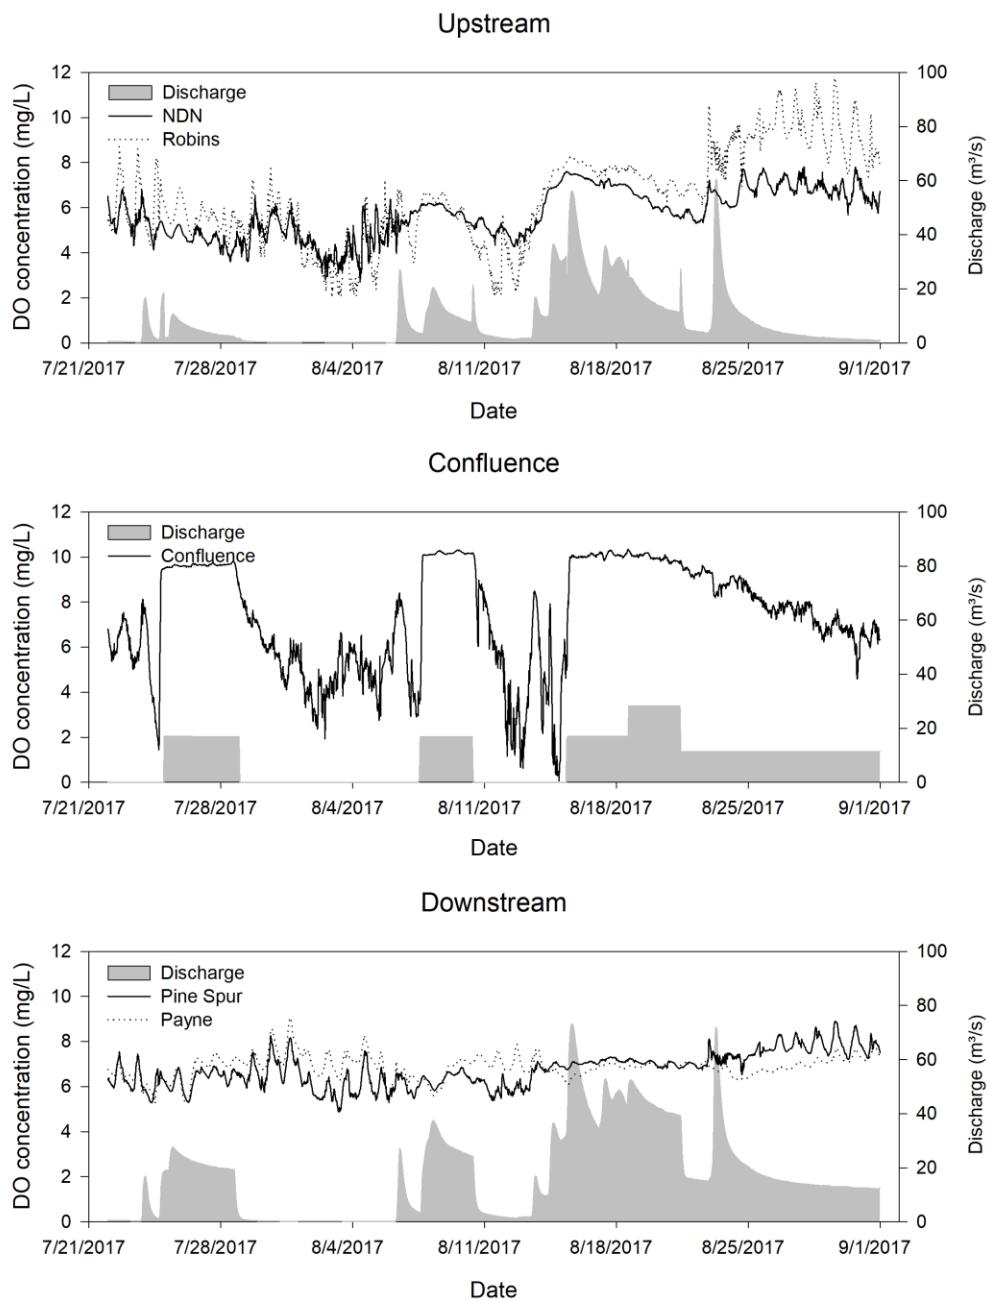 Upstream
12
10
8
6
4
2
0
DO concentration (mg/L)
Discharge
NDN
Robins
100
80
60
40
20
0
Discharge (m³/s)
7/21/2017 7/28/2017 8/4/2017 8/11/2017 8/18/2017 8/25/2017 9/1/2017
Date
Confluence
12
10
8
6
4
2
0
DO concentration (mg/L)
Discharge
Confluence
100
80
60
40
20
0
Discharge (m³/s)
7/21/2017 7/28/2017 8/4/2017 8/11/2017 8/18/2017 8/25/2017 9/1/2017
Date
Downstream
12
10
8
6
4
2
0
DO concentration (mg/L)
Discharge
Pine Spur
Payne
100
80
60
40
20
0
Discharge (m³/s)
7/21/2017 7/28/2017 8/4/2017 8/11/2017 8/18/2017 8/25/2017 9/1/2017
Date